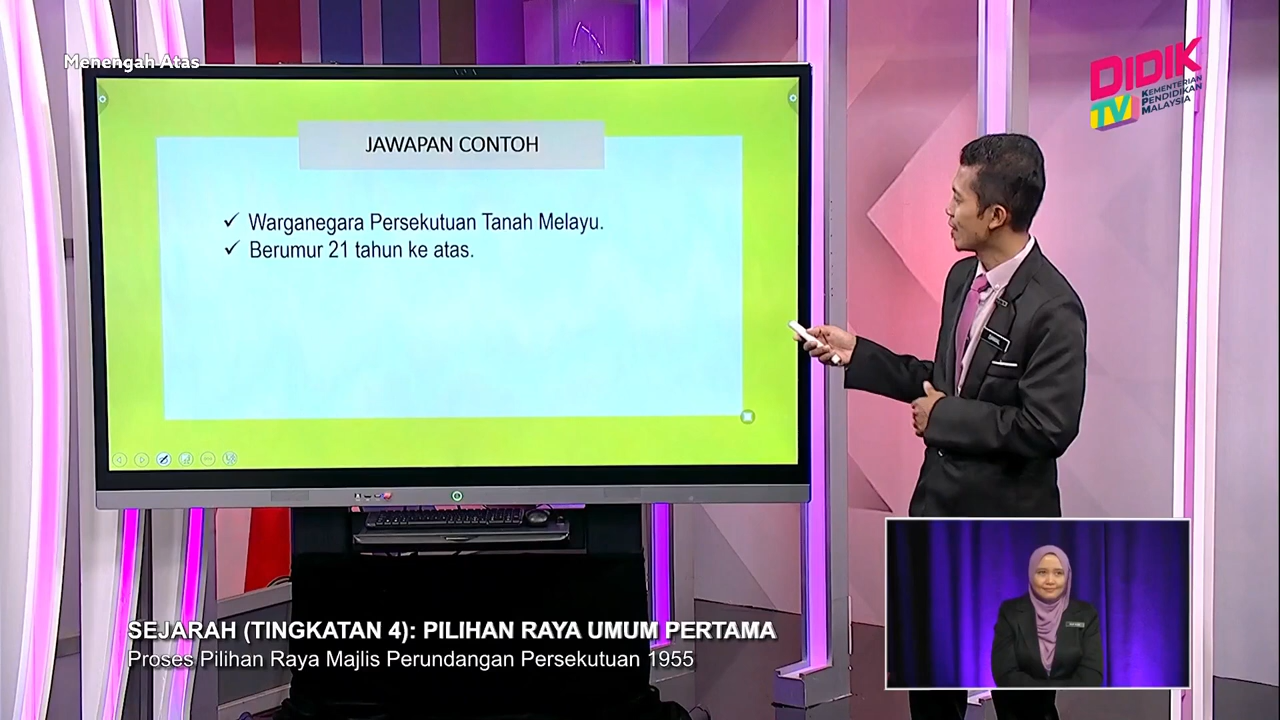 Menengah Atas
DIDIK
TV
KEMENTERIAN
PENDIDIKAN
MALAYSIA
JAWAPAN CONTOH
✓ Warganegara Persekutuan Tanah Melayu.
✓ Berumur 21 tahun ke atas.
SEJARAH (TINGKATAN 4): PILIHAN RAYA UMUM PERTAMA
Proses Pilihan Raya Majlis Perundangan Persekutuan 1955